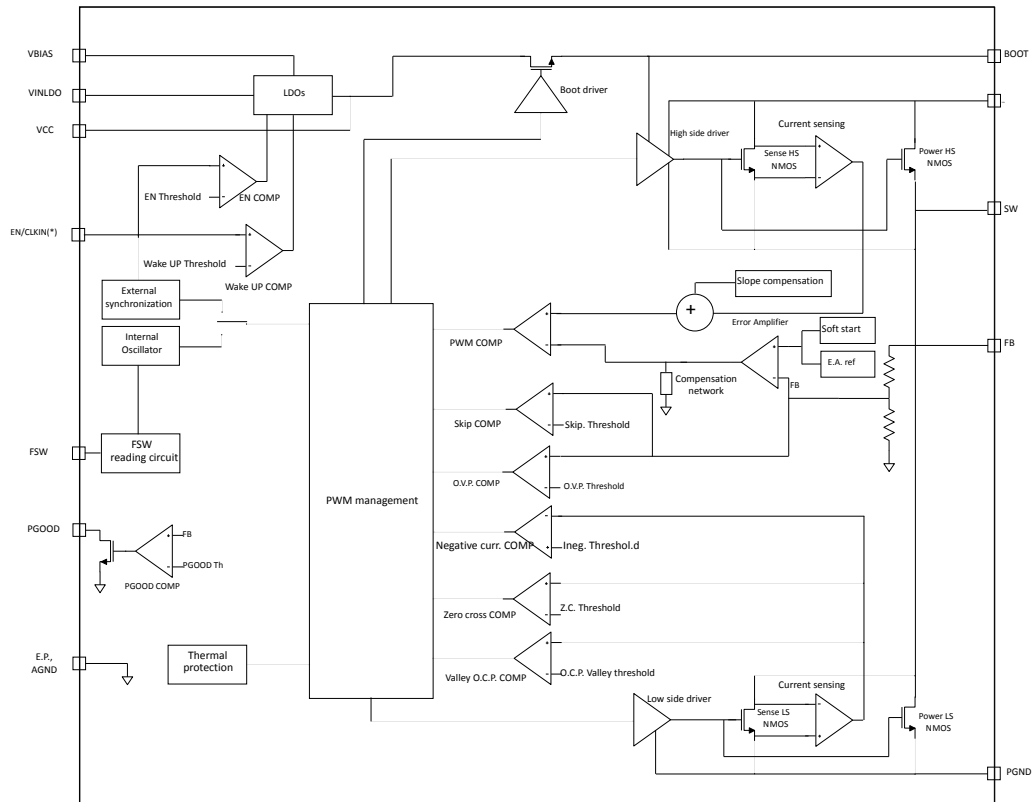 VBIAS
BOOT
VINLDO
LDOs
Boot driver
VCC
High side driver
Current sensing
Power HS
NMOS
Sense HS
NMOS
EN Threshold
EN COMP
SW
EN/CLKIN(*)
Wake UP Threshold
Wake UP COMP
External
synchronization
Slope compensation
+
Error Amplifier
Soft start
Internal
Oscillator
PWM COMP
FB
E.A. ref
FB
Compensation
network
Skip COMP
Skip. Threshold
FSW
FSW
reading circuit
O.V.P. COMP
O.V.P. Threshold
PWM management
PGOOD
FB
PGOOD Th
PGOOD COMP
Negative curr. COMP
Ineg. Threshol.d
Zero cross COMP
Z.C. Threshold
E.P.,
AGND
Thermal
protection
Valley O.C.P. COMP
O.C.P. Valley threshold
Low side driver
Current sensing
Sense LS
NMOS
Power LS
NMOS
PGND